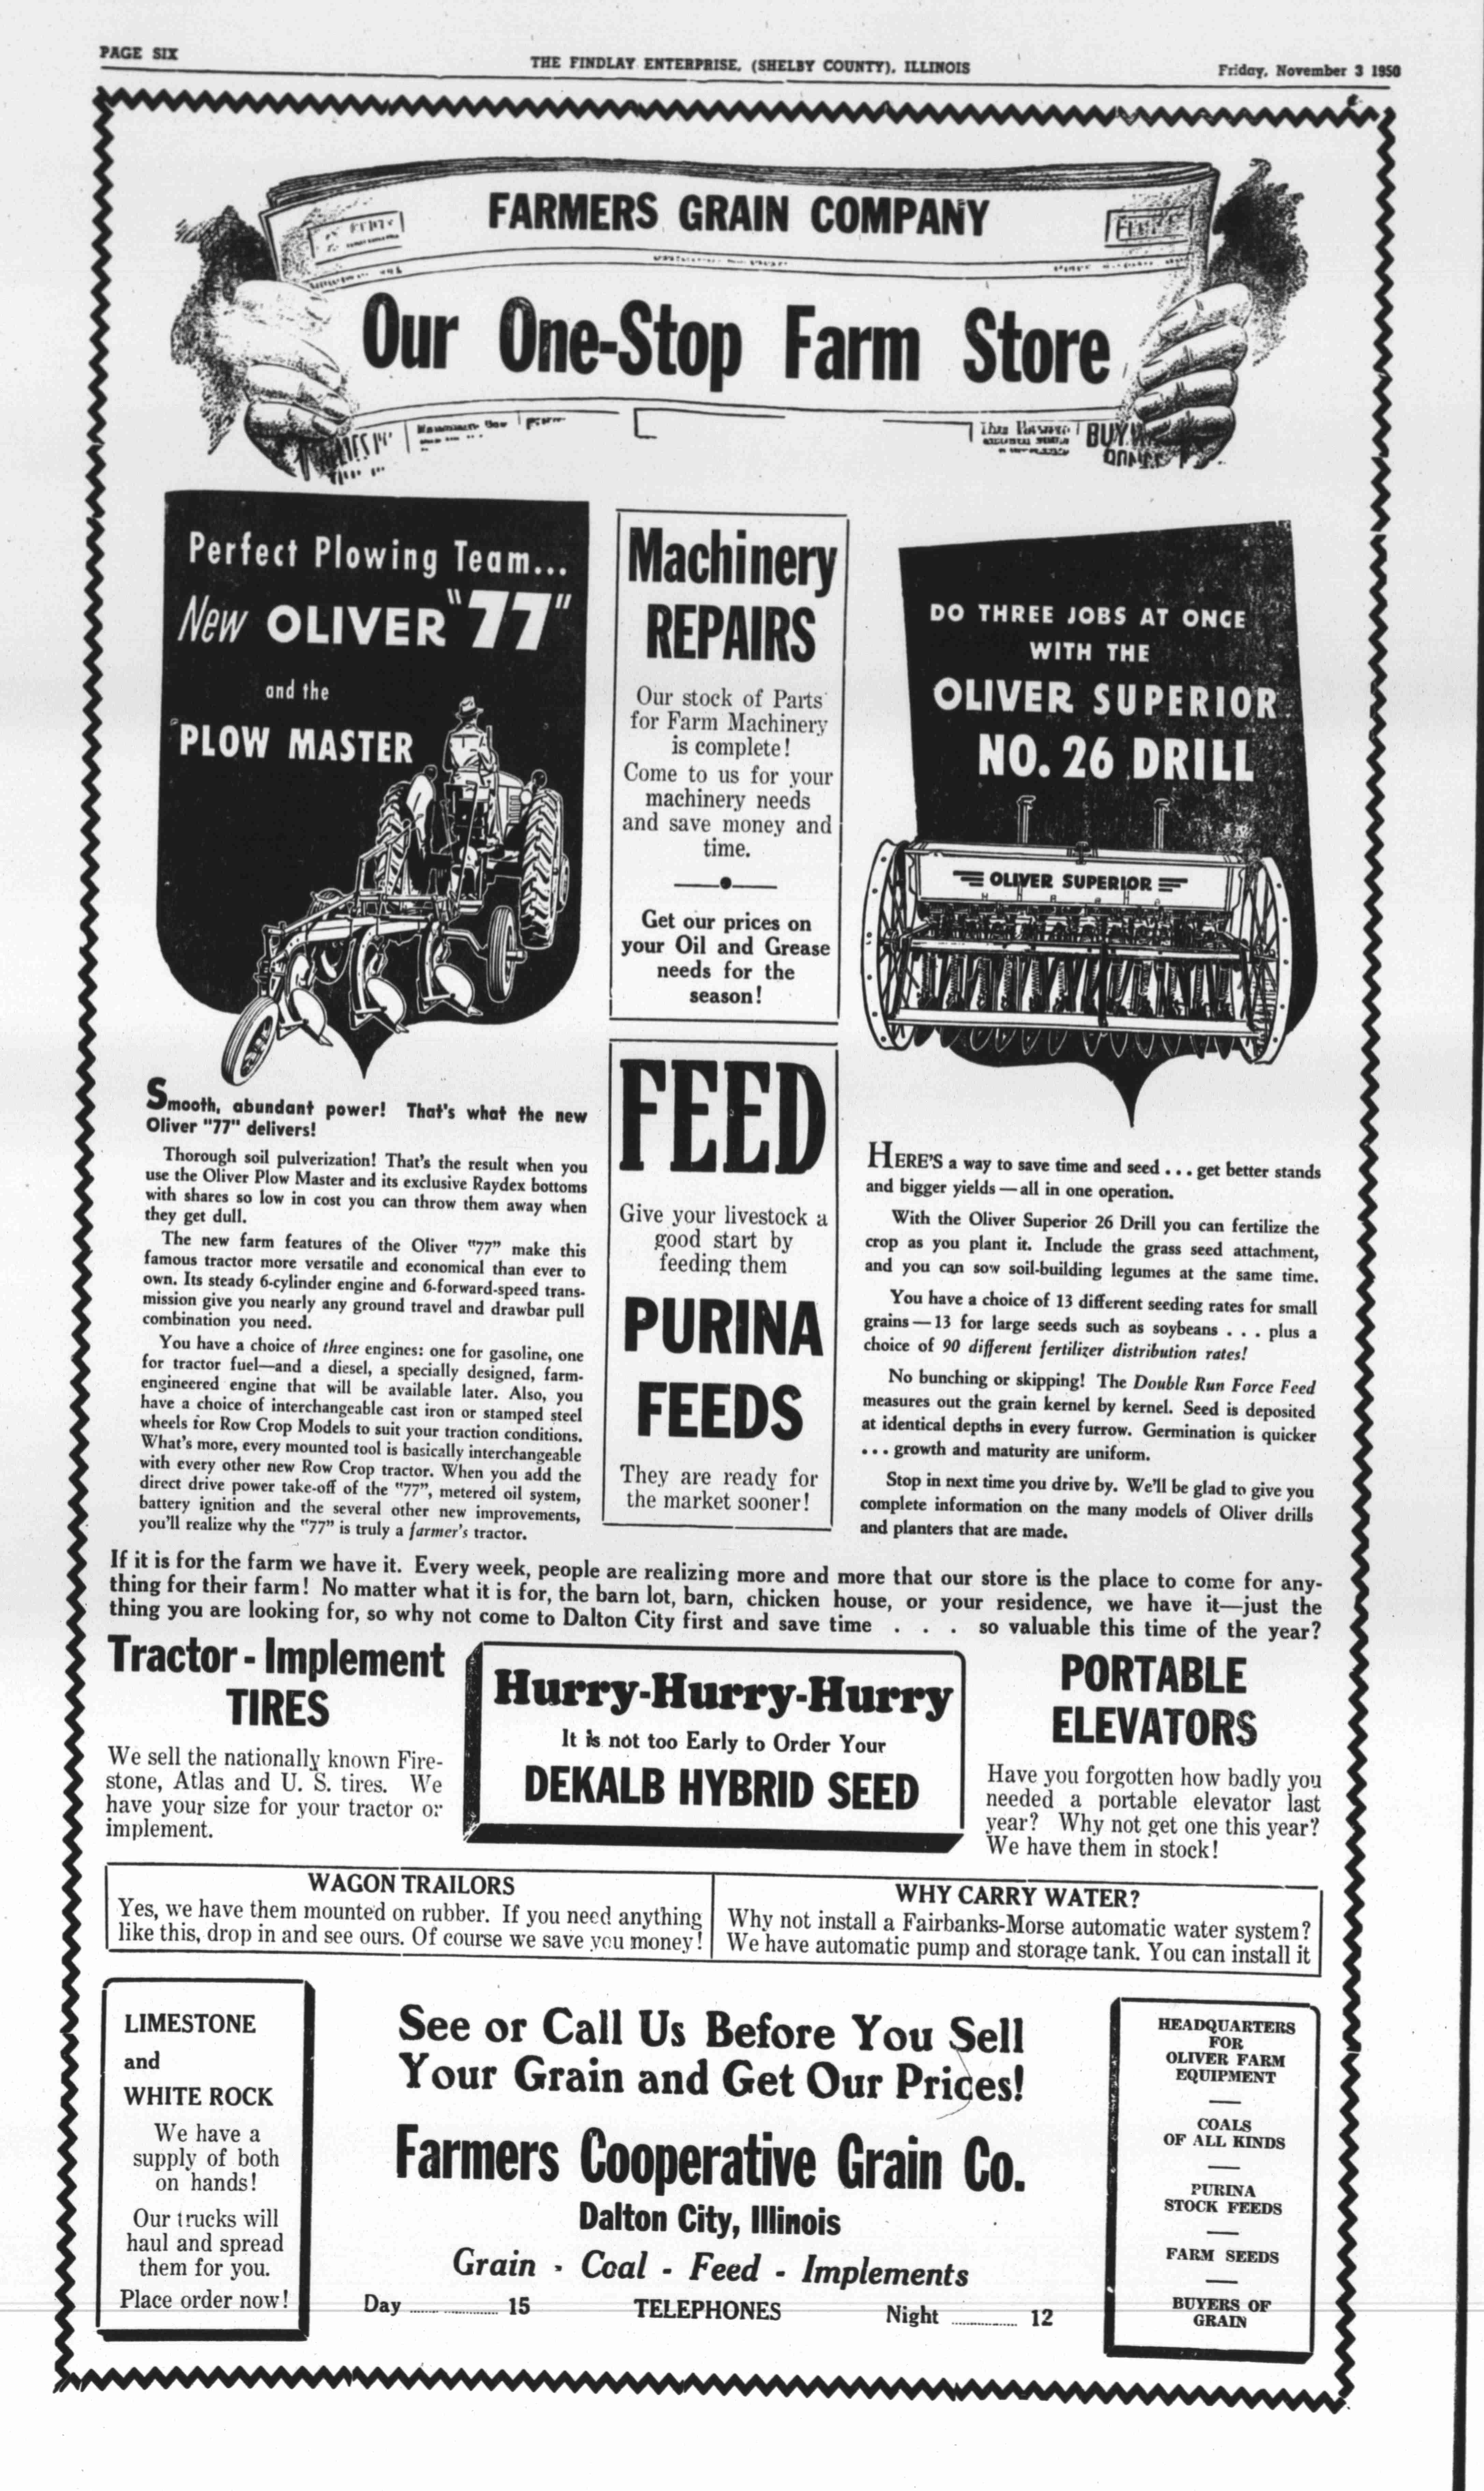 PAGE SIX
THE FINDLAY ENTERPRISE, (SHELBY COUNTY), ILLINOIS
Friday, November 3 1950
FARMERS GRAIN COMPANY
Our One-Stop Farm Store
BUY
Perfect Plowing Team...
New OLIVER "77"
and the
PLOW MASTER
Smooth, abundant power! That's what the new
Oliver "77" delivers!
Thorough soil pulverization! That's the result when you
use the Oliver Plow Master and its exclusive Raydex bottoms
with shares so low in cost you can throw them away when
they get dull.
The new farm features of the Oliver "77" make this
famous tractor more versatile and economical than ever to
own. Its steady 6-cylinder engine and 6-forward-speed trans-
mission give you nearly any ground travel and drawbar pull
combination you need.
You have a choice of three engines: one for gasoline, one
for tractor fuel—and a diesel, a specially designed, farm-
engineered engine that will be available later. Also, you
have a choice of interchangeable cast iron or stamped steel
wheels for Row Crop Models to suit your traction conditions.
What's more, every mounted tool is basically interchangeable
with every other new Row Crop tractor. When you add the
direct drive power take-off of the "77", metered oil system,
battery ignition and the several other new improvements,
you'll realize why the "77" is truly a farmer's tractor.
Machinery
REPAIRS
Our stock of Parts
for Farm Machinery
is complete!
Come to us for your
machinery needs
and save money and
time.
Get our prices on
your Oil and Grease
needs for the
season!
FEED
Give your livestock a
good start by
feeding them
PURINA
FEEDS
They are ready for
the market sooner!
DO THREE JOBS AT ONCE
WITH THE
OLIVER SUPERIOR
NO. 26 DRILL
OLIVER SUPERIOR
HERE'S a way to save time and seed . . . get better stands
and bigger yields — all in one operation.
With the Oliver Superior 26 Drill you can fertilize the
crop as you plant it. Include the grass seed attachment,
and you can sow soil-building legumes at the same time.
You have a choice of 13 different seeding rates for small
grains — 13 for large seeds such as soybeans . . . plus a
choice of 90 different fertilizer distribution rates!
No bunching or skipping! The Double Run Force Feed
measures out the grain kernel by kernel. Seed is deposited
at identical depths in every furrow. Germination is quicker
. . . growth and maturity are uniform.
Stop in next time you drive by. We'll be glad to give you
complete information on the many models of Oliver drills
and planters that are made.
If it is for the farm we have it. Every week, people are realizing more and more that our store is the place to come for any-
thing for their farm! No matter what it is for, the barn lot, barn, chicken house, or your residence, we have it—just the
thing you are looking for, so why not come to Dalton City first and save time . . . so valuable this time of the year?
Tractor - Implement
TIRES
We sell the nationally known Fire-
stone, Atlas and U. S. tires. We
have your size for your tractor or
implement.
Hurry-Hurry-Hurry
It is not too Early to Order Your
DEKALB HYBRID SEED
PORTABLE
ELEVATORS
Have you forgotten how badly you
needed a portable elevator last
year? Why not get one this year?
We have them in stock!
WAGON TRAILORS
Yes, we have them mounted on rubber. If you need anything
like this, drop in and see ours. Of course we save you money!
WHY CARRY WATER?
Why not install a Fairbanks-Morse automatic water system?
We have automatic pump and storage tank. You can install it
LIMESTONE
and
WHITE ROCK
We have a
supply of both
on hands!
Our trucks will
haul and spread
them for you.
Place order now!
See or Call Us Before You Sell
Your Grain and Get Our Prices!
Farmers Cooperative Grain Co.
Dalton City, Illinois
Grain - Coal - Feed - Implements
Day .................. 15 TELEPHONES Night .............. 12
HEADQUARTERS
FOR
OLIVER FARM
EQUIPMENT
COALS
OF ALL KINDS
PURINA
STOCK FEEDS
FARM SEEDS
BUYERS OF
GRAIN